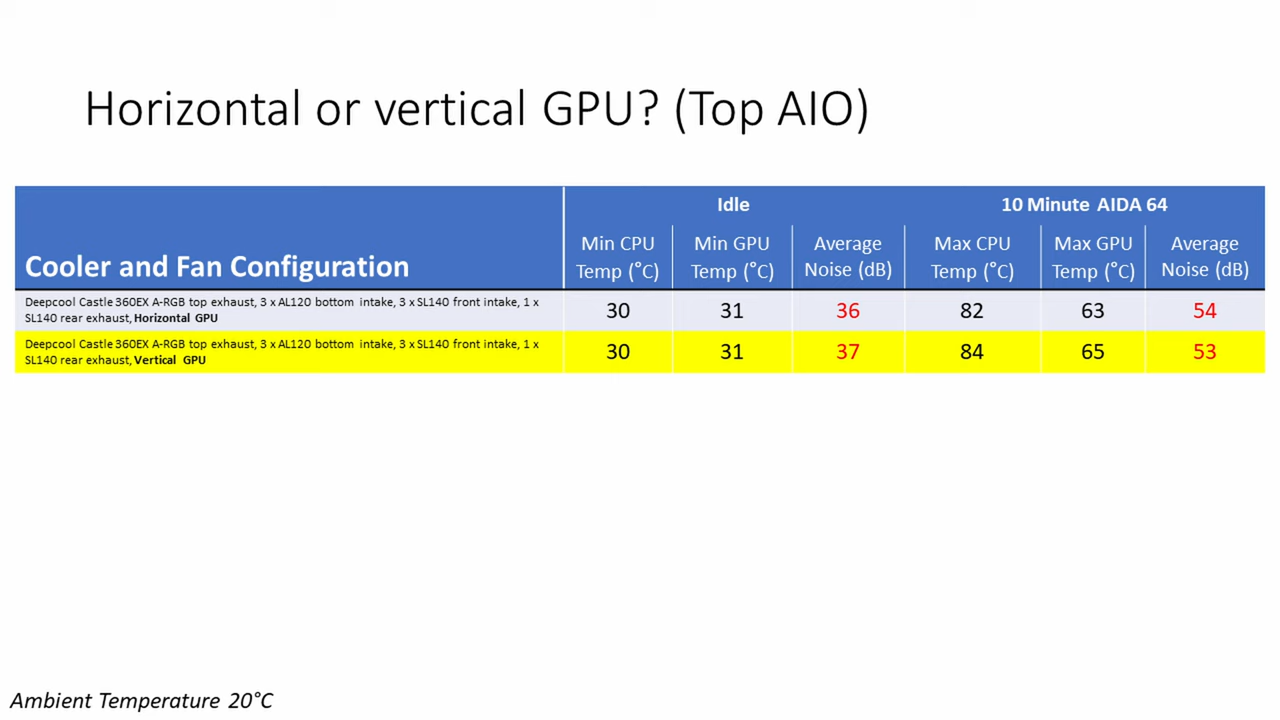 Horizontal or vertical GPU? (Top AIO)
Idle 10 Minute AIDA 64
Cooler and Fan Configuration Min CPU Min GPU Average Max CPU Max GPU Average
Temp (°C) Temp (°C) Noise (dB) Temp (°C) Temp (°C) Noise (dB)
Deepcool Castle 360EX A-RGB top exhaust, 3 x AL120 bottom intake, 3 x SL140 front intake, 1 x
SL140 rear exhaust, Horizontal GPU
30 31 36 82 63 54
Deepcool Castle 360EX A-RGB top exhaust, 3 x AL120 bottom intake, 3 x SL140 front intake, 1 x
SL140 rear exhaust, Vertical GPU
30 31 37 84 65 53
Ambient Temperature 20°C